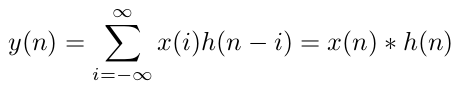 y(n) = \sum_{i=-\infty}^{\infty} x(i)h(n - i) = x(n) * h(n)